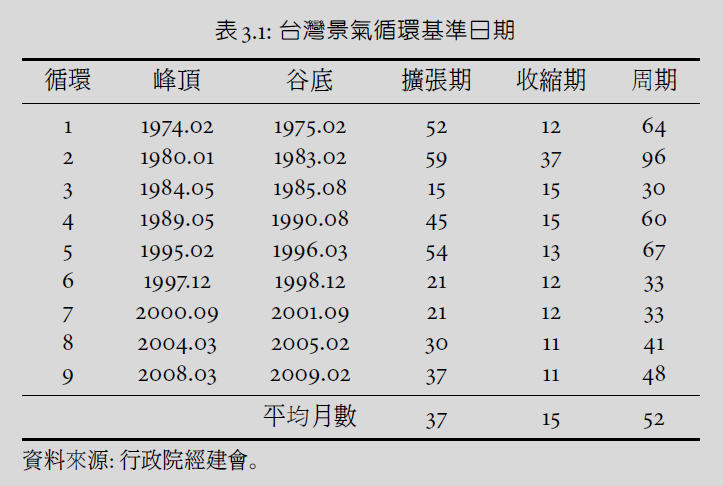 表 3.1: 台灣景氣循環基準日期
循環 峰頂 谷底 擴張期 收縮期 周期
1 1974.02 1975.02 52 12 64
2 1980.01 1983.02 59 37 96
3 1984.05 1985.08 15 15 30
4 1989.05 1990.08 45 15 60
5 1995.02 1996.03 54 13 67
6 1997.12 1998.12 21 12 33
7 2000.09 2001.09 21 12 33
8 2004.03 2005.02 30 11 41
9 2008.03 2009.02 37 11 48
平均月數 37 15 52
資料來源: 行政院經建會。